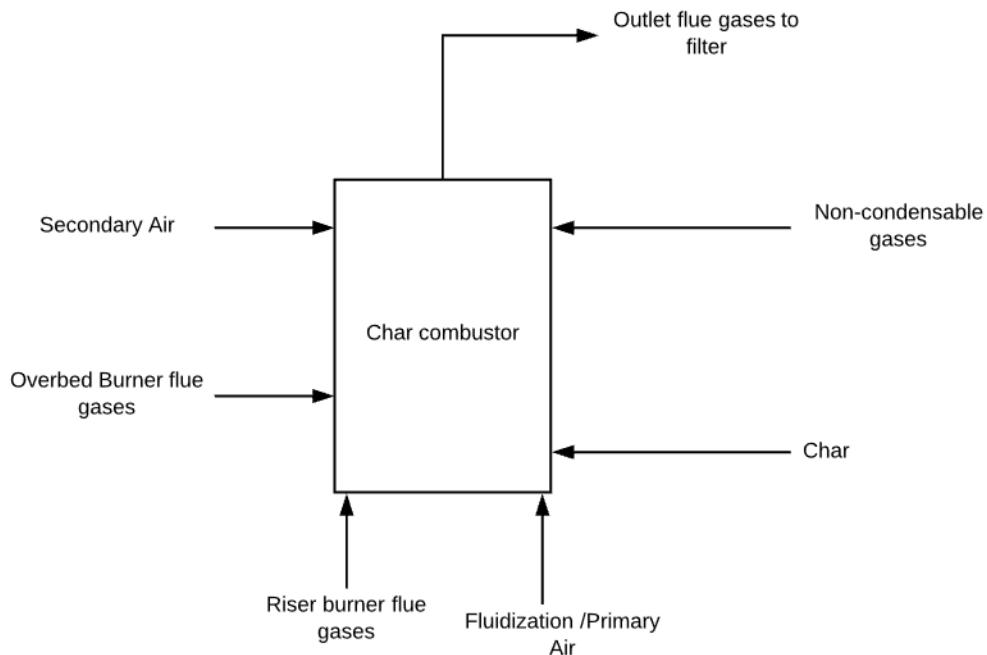 Outlet flue gases to
filter
Secondary Air
Non-condensable
gases
Char combustor
Overbed Burner flue
gases
Char
Riser burner flue
gases
Fluidization /Primary
Air